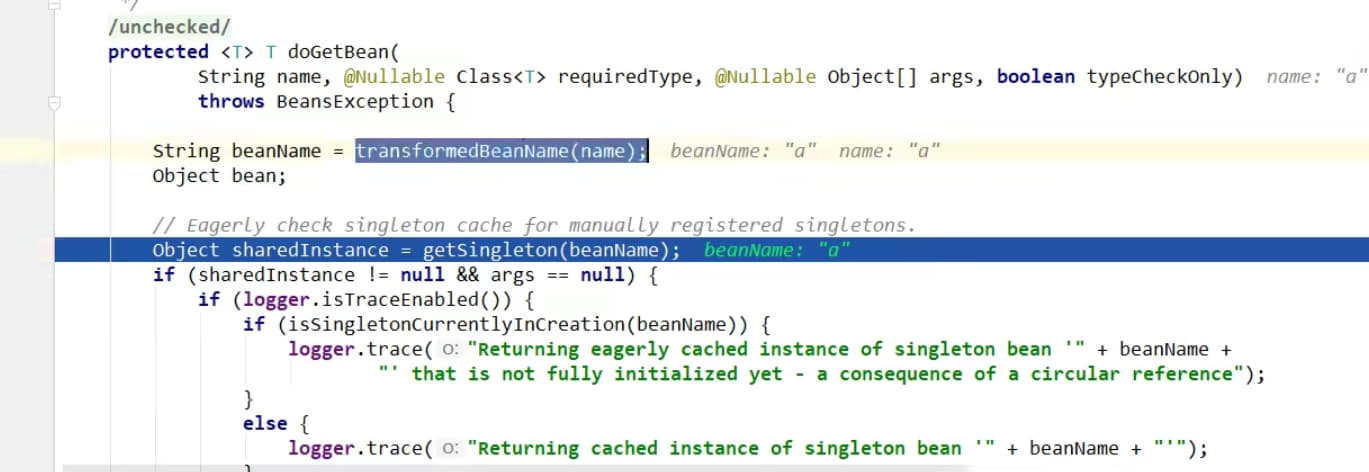 */
/unchecked/
protected <T> T doGetBean(
String name, @Nullable Class<T> requiredType, @Nullable Object[] args, boolean typeCheckOnly) name: "a"
throws BeansException {
String beanName = transformedBeanName(name); beanName: "a" name: "a"
Object bean;
// Eagerly check singleton cache for manually registered singletons.
Object sharedInstance = getSingleton(beanName); beanName: "a"
if (sharedInstance != null && args == null) {
if (logger.isTraceEnabled()) {
if (isSingletonCurrentlyInCreation(beanName)) {
logger.trace( o: "Returning eagerly cached instance of singleton bean '" + beanName +
"' that is not fully initialized yet - a consequence of a circular reference");
}
else {
logger.trace( o: "Returning cached instance of singleton bean '" + beanName + "'");
}